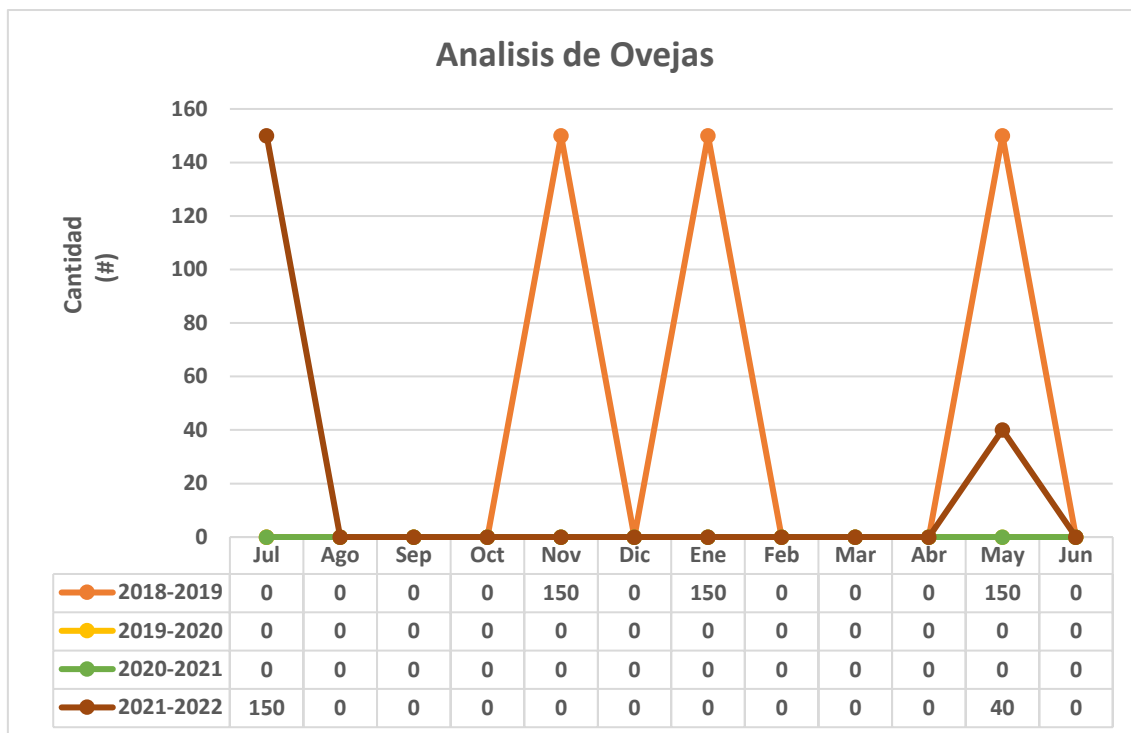 Analisis de Ovejas
Cantidad
(#)
160
140
120
100
80
60
40
20
0
Jul Ago Sep Oct Nov Dic Ene Feb Mar Abr May Jun
2018-2019 0 0 0 0 150 0 150 0 0 0 150 0
2019-2020 0 0 0 0 0 0 0 0 0 0 0 0
2020-2021 0 0 0 0 0 0 0 0 0 0 0 0
2021-2022 150 0 0 0 0 0 0 0 0 0 40 0